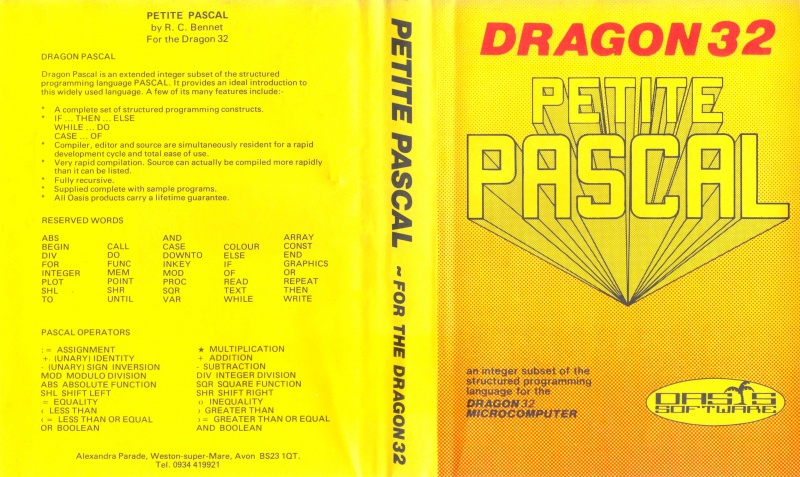 PETITE PASCAL
by R. C. Bennet
For the Dragon 32
DRAGON PASCAL
Dragon Pascal is an extended integer subset of the structured
programming language PASCAL. It provides an ideal introduction to
this widely used language. A few of its many features include:-
* A complete set of structured programming constructs.
* IF ... THEN ... ELSE
WHILE ... DO
CASE ... OF
* Compiler, editor and source are simultaneously resident for a rapid
development cycle and total ease of use.
* Very rapid compilation. Source can actually be compiled more rapidly
than it can be listed.
* Fully recursive.
* Supplied complete with sample programs.
* All Oasis products carry a lifetime guarantee.
RESERVED WORDS
ABS AND ARRAY
BEGIN CALL CASE COLOUR CONST
DIV DO DOWNTO ELSE END
FOR FUNC INKEY IF GRAPHICS
INTEGER MEM MOD OF OR
PLOT POINT PROC READ REPEAT
SHL SHR SQR TEXT THEN
TO UNTIL VAR WHILE WRITE
PASCAL OPERATORS
:= ASSIGNMENT ★ MULTIPLICATION
+. (UNARY) IDENTITY + ADDITION
- (UNARY) SIGN INVERSION - SUBTRACTION
MOD MODULO DIVISION DIV INTEGER DIVISION
ABS ABSOLUTE FUNCTION SQR SQUARE FUNCTION
SHL SHIFT LEFT SHR SHIFT RIGHT
= EQUALITY ‹› INEQUALITY
‹ LESS THAN › GREATER THAN
‹= LESS THAN OR EQUAL ›= GREATER THAN OR EQUAL
OR BOOLEAN AND BOOLEAN
Alexandra Parade, Weston-super-Mare, Avon BS23 1QT.
Tel. 0934 419921
PETITE PASCAL ~ FOR THE DRAGON 32
DRAGON 32
PETITE
PASCAL
an integer subset of the
structured programming
language for the
DRAGON 32
MICROCOMPUTER
OASIS
SOFTWARE